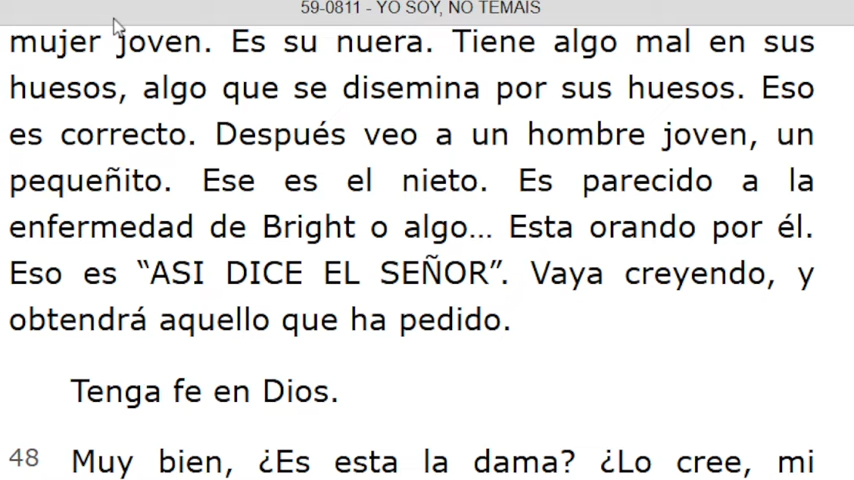 59-0811 - YO SOY, NO TEMAIS
mujer joven. Es su nuera. Tiene algo mal en sus
huesos, algo que se disemina por sus huesos. Eso
es correcto. Después veo a un hombre joven, un
pequeñito. Ese es el nieto. Es parecido a la
enfermedad de Bright o algo... Esta orando por él.
Eso es “ASI DICE EL SEÑOR”. Vaya creyendo, y
obtendrá aquello que ha pedido.
Tenga fe en Dios.
48 Muy bien, ¿Es esta la dama? ¿Lo cree, mi